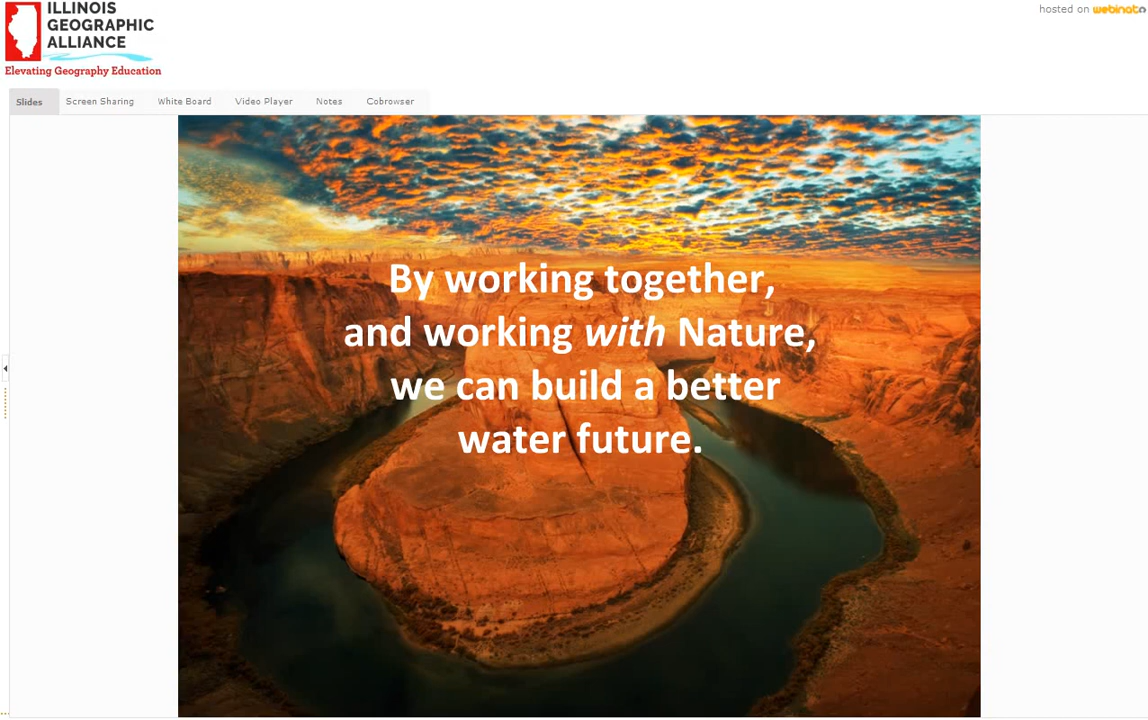 ILLINOIS
GEOGRAPHIC
ALLIANCE
Elevating Geography Education
hosted on webinato
Slides
Screen Sharing
White Board
Video Player
Notes
Cobrowser
By working together,
and working with Nature,
we can build a better
water future.